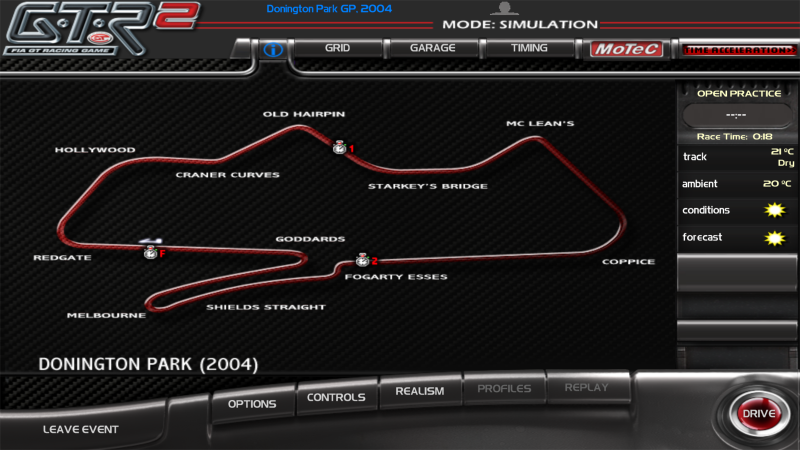 GTR2
FIA GT RACING GAME
Donington Park GP, 2004
MODE: SIMULATION
i
GRID
GARAGE
TIMING
MoTeC
TIME ACCELERATION
OPEN PRACTICE
--:--
Race Time: 0:18
track 21 ºC
Dry
ambient 20 ºC
conditions
forecast
OLD HAIRPIN
MC LEAN'S
1
HOLLYWOOD
CRANER CURVES
STARKEY'S BRIDGE
GODDARDS
F
2
REDGATE
COPPICE
FOGARTY ESSES
SHIELDS STRAIGHT
MELBOURNE
DONINGTON PARK (2004)
LEAVE EVENT
OPTIONS
CONTROLS
REALISM
PROFILES
REPLAY
DRIVE